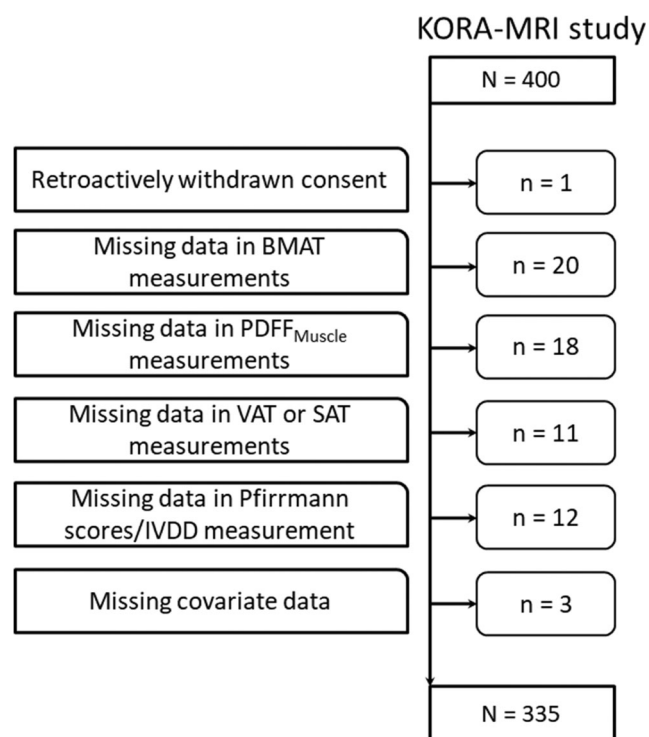 KORA-MRI study
N = 400
Retroactively withdrawn consent
n = 1
Missing data in BMAT
measurements
n = 20
Missing data in PDFFMuscle
measurements
n = 18
Missing data in VAT or SAT
measurements
n = 11
Missing data in Pfirrmann
scores/IVDD measurement
n = 12
Missing covariate data
n = 3
N = 335